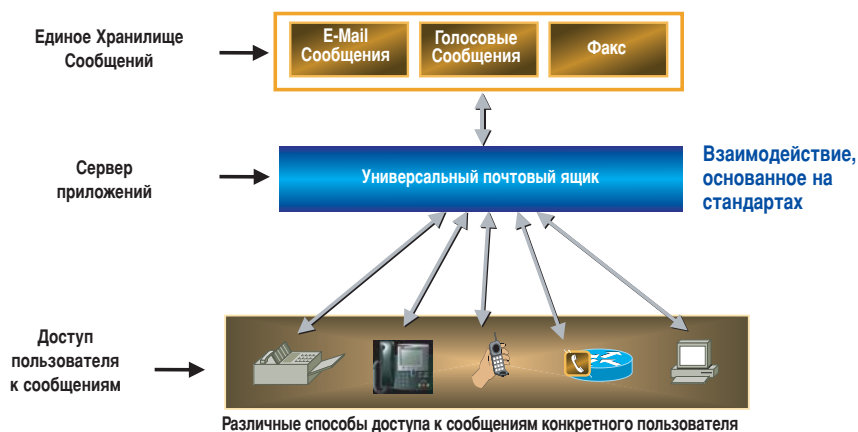 Единое Хранилище
Сообщений
E-Mail
Сообщения
Голосовые
Сообщения
Факс
Сервер
приложений
Универсальный почтовый ящик
Взаимодействие,
основанное на
стандартах
Доступ
пользователя
к сообщениям
Различные способы доступа к сообщениям конкретного пользователя